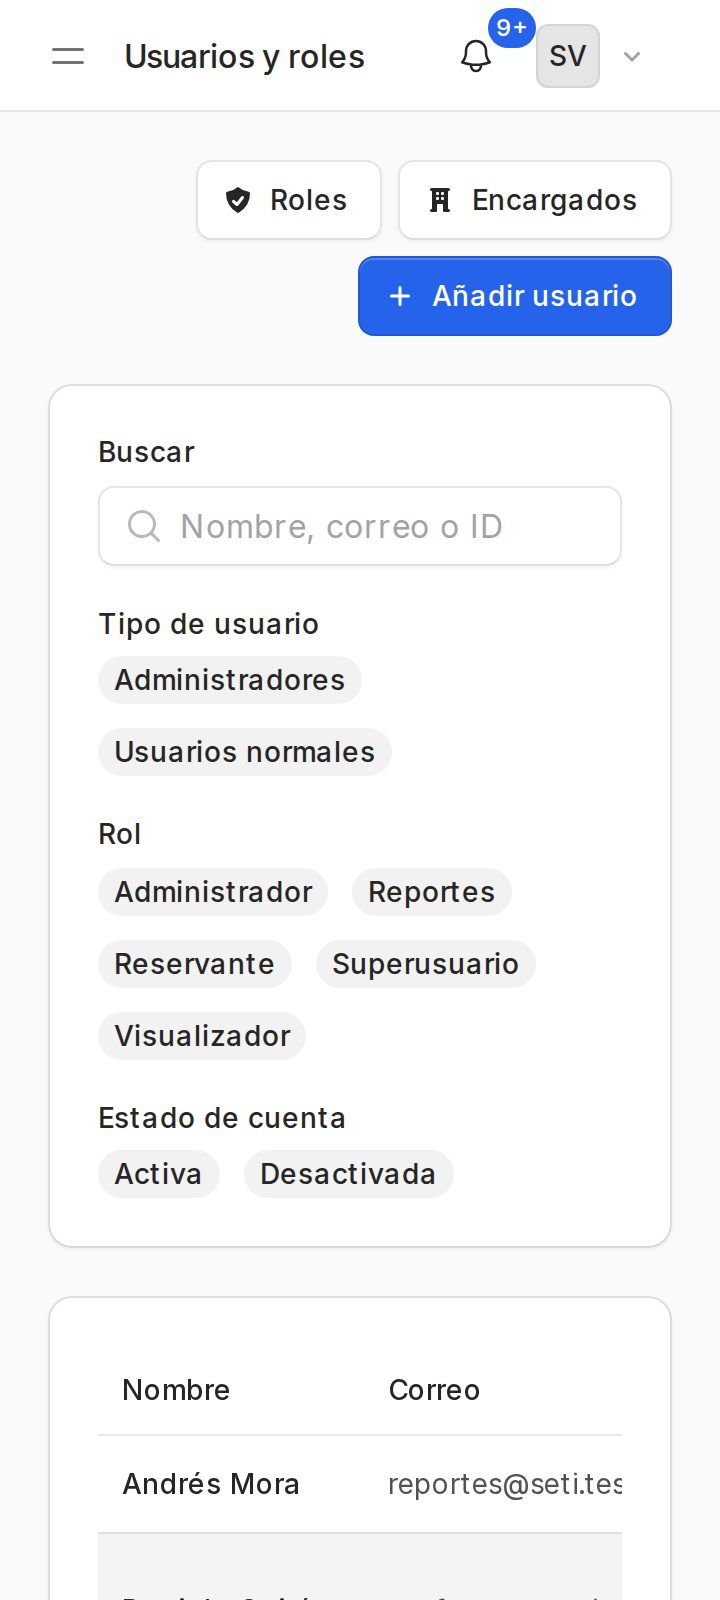 Usuarios y roles
9+
SV
Roles
Encargados
Añadir usuario
Buscar
Nombre, correo o ID
Tipo de usuario
Administradores
Usuarios normales
Rol
Administrador Reportes
Reservante Superusuario
Visualizador
Estado de cuenta
Activa Desactivada
Nombre Correo
Andrés Mora reportes@seti.tes